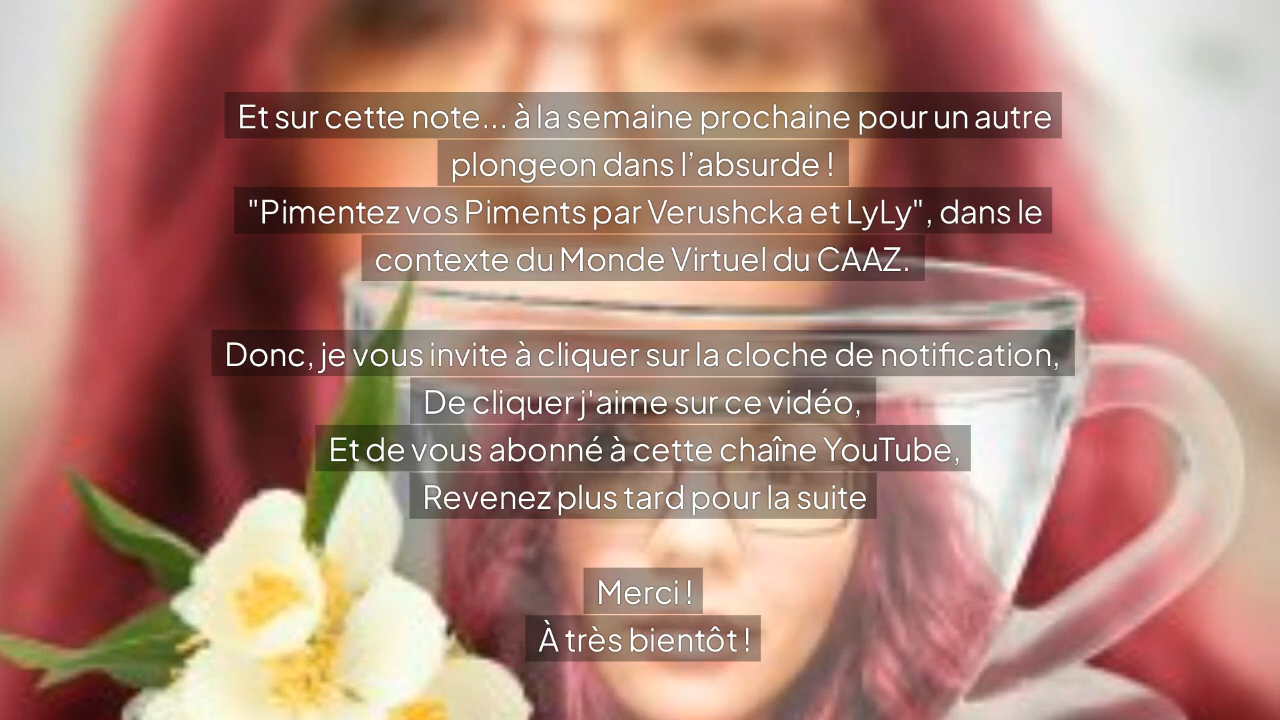 Et sur cette note... à la semaine prochaine pour un autre
plongeon dans l’absurde !
"Pimentez vos Piments par Verushcka et LyLy", dans le
contexte du Monde Virtuel du CAAZ.
Donc, je vous invite à cliquer sur la cloche de notification,
De cliquer j'aime sur ce vidéo,
Et de vous abonné à cette chaîne YouTube,
Revenez plus tard pour la suite
Merci !
À très bientôt !